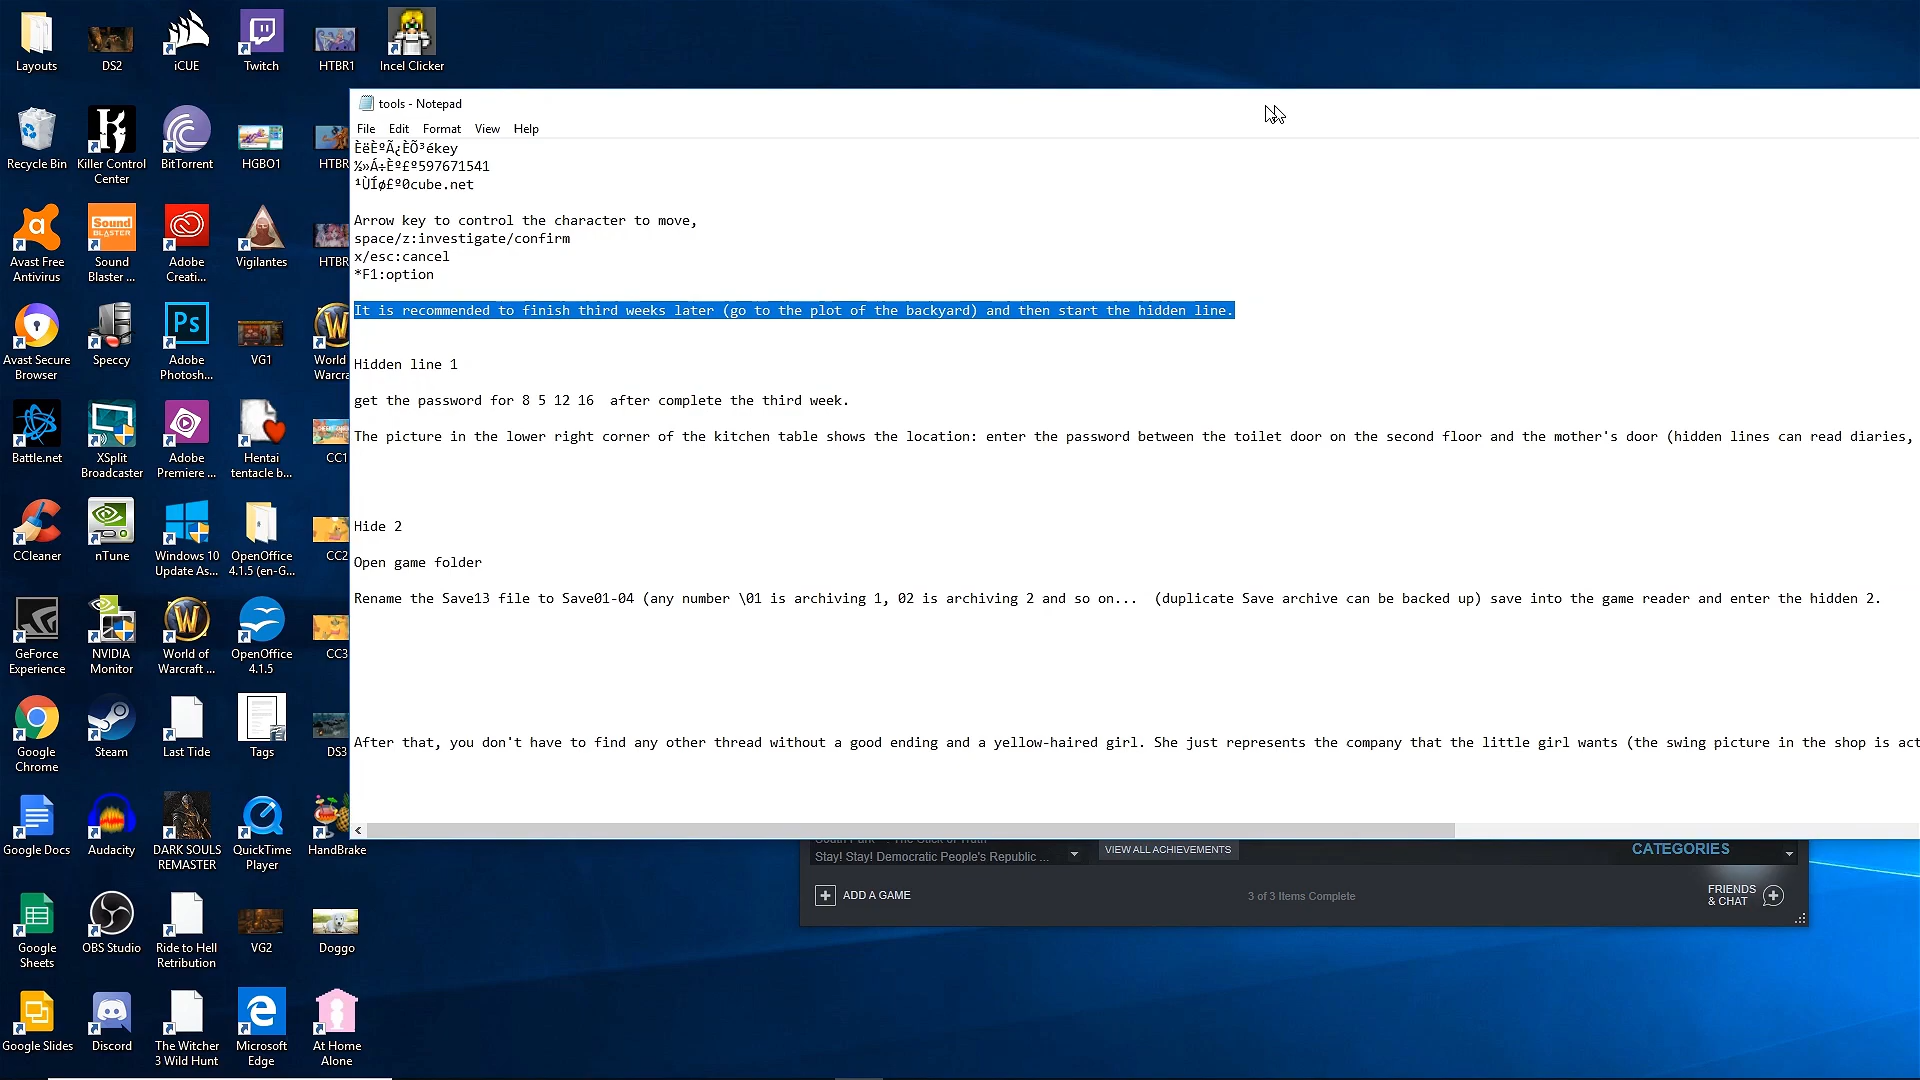 Layouts
DS2
iCUE
Twitch
HTBR1
Incel Clicker
Recycle Bin
Killer Control
Center
BitTorrent
HGBO1
HTBR
Avast Free
Antivirus
Sound
BLASTER
Sound
Blaster ...
Adobe
Creati...
Vigilantes
HTBR
Avast Secure
Browser
Speccy
Ps
Adobe
Photosh...
VG1
World
Warcra
Battle.net
XSplit
Broadcaster
Adobe
Premiere ...
Hentai
tentacle b...
CC1
CCleaner
nTune
Windows 10
Update As...
OpenOffice
4.1.5 (en-G...
CC2
GeForce
Experience
NVIDIA
Monitor
World of
Warcraft ...
OpenOffice
4.1.5
CC3
Google
Chrome
Steam
Last Tide
Tags
DS3
Google Docs
Audacity
DARK SOULS
REMASTER
QuickTime
Player
HandBrake
Google
Sheets
OBS Studio
Ride to Hell
Retribution
VG2
Doggo
Google Slides
Discord
The Witcher
3 Wild Hunt
Microsoft
Edge
At Home
Alone
tools - Notepad
File Edit Format View Help
ÈëÈºÃ¿ÈÕ³ékey
½»Á÷Èº£º597671541
¹ÙÍø£º0cube.net
Arrow key to control the character to move,
space/z:investigate/confirm
x/esc:cancel
*F1:option
It is recommended to finish third weeks later (go to the plot of the backyard) and then start the hidden line.
Hidden line 1
get the password for 8 5 12 16  after complete the third week.
The picture in the lower right corner of the kitchen table shows the location: enter the password between the toilet door on the second floor and the mother's door (hidden lines can read diaries,
Hide 2
Open game folder
Rename the Save13 file to Save01-04 (any number \01 is archiving 1, 02 is archiving 2 and so on...  (duplicate Save archive can be backed up) save into the game reader and enter the hidden 2.
After that, you don't have to find any other thread without a good ending and a yellow-haired girl. She just represents the company that the little girl wants (the swing picture in the shop is act
Stay! Stay! Democratic People's Republic ...
VIEW ALL ACHIEVEMENTS
CATEGORIES
ADD A GAME
3 of 3 Items Complete
FRIENDS
& CHAT